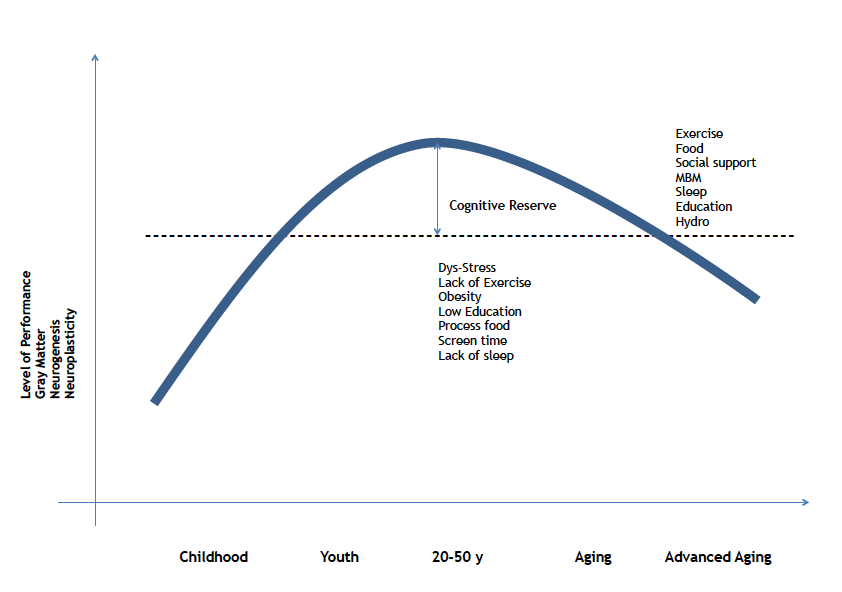 Exercise
Food
Social support
MBM
Sleep
Education
Hydro
Cognitive Reserve
Dys-Stress
Lack of Exercise
Obesity
Low Education
Process food
Screen time
Lack of sleep
Level of Performance
Gray Matter
Neurogenesis
Neuroplasticity
Childhood Youth 20-50 y Aging Advanced Aging